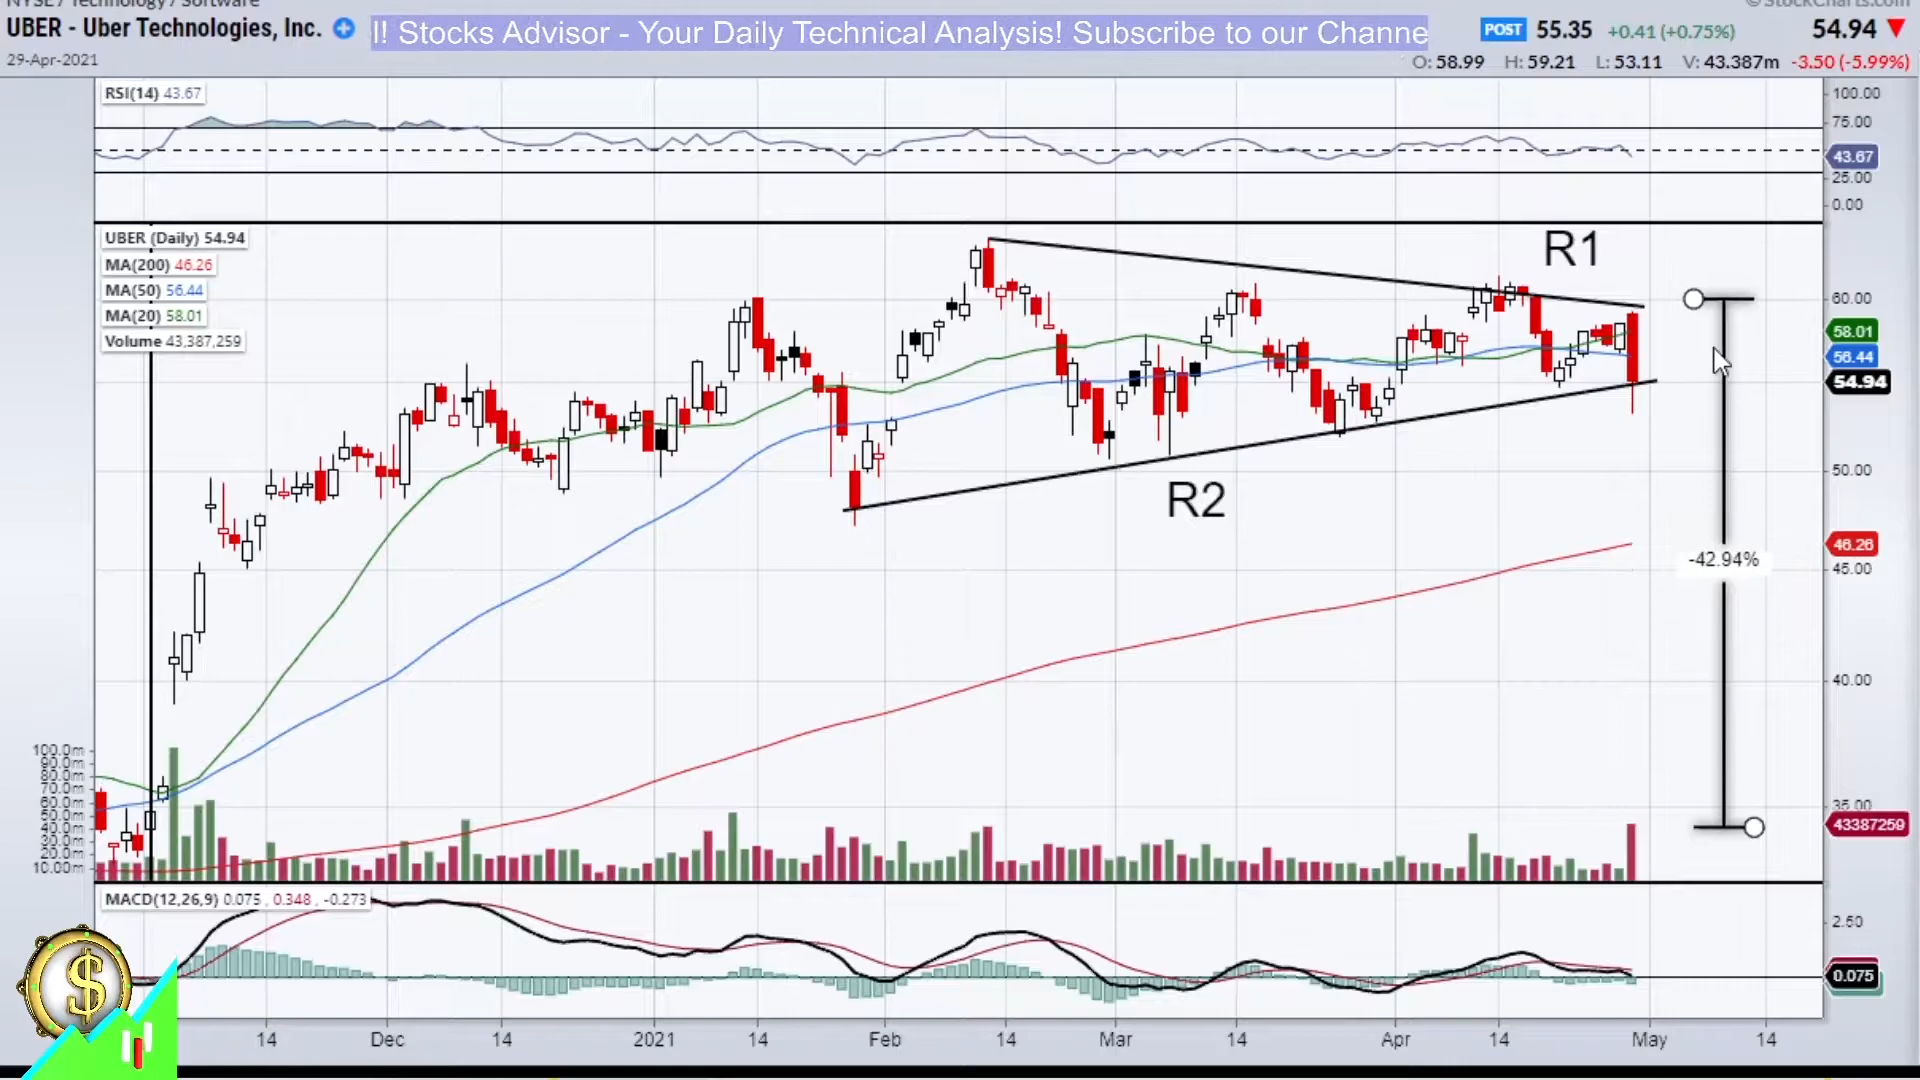 NYSE / Technology / Software
© StockCharts.com
UBER - Uber Technologies, Inc.
l! Stocks Advisor - Your Daily Technical Analysis! Subscribe to our Channe
POST 55.35 +0.41 (+0.75%) 54.94
29-Apr-2021
O: 58.99 H: 59.21 L: 53.11 V: 43.387m -3.50 (-5.99%)
RSI(14) 43.67
100.00
75.00
43.67
25.00
0.00
UBER (Daily) 54.94
MA(200) 46.26
MA(50) 56.44
MA(20) 58.01
Volume 43,387,259
R1
R2
60.00
58.01
56.44
54.94
50.00
46.26
-42.94%
45.00
40.00
35.00
43387259
100.0m
90.0m
80.0m
70.0m
60.0m
50.0m
40.0m
30.0m
20.0m
10.00m
MACD(12,26,9) 0.075 , 0.348 , -0.273
2.50
0.075
14 Dec 14 2021 14 Feb 14 Mar 14 Apr 14 May 14
$